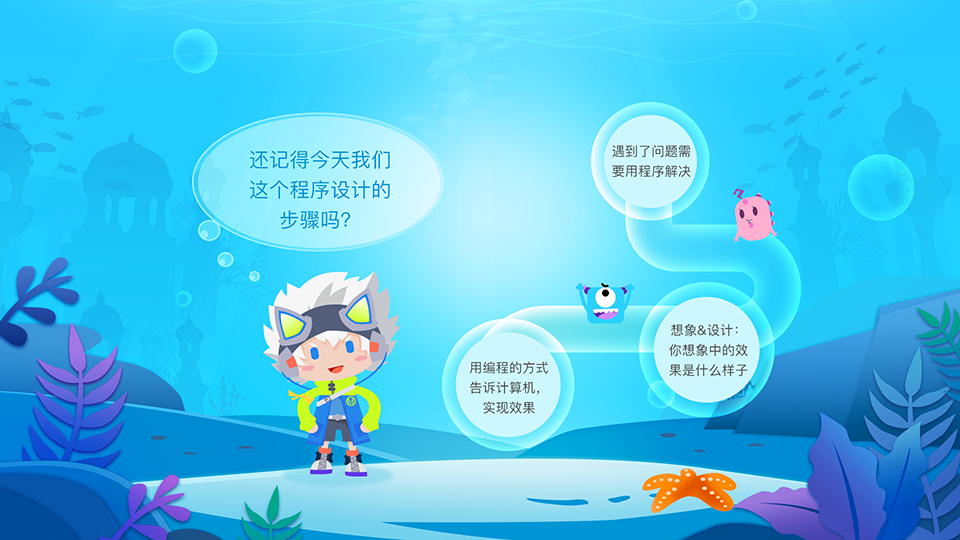 还记得今天我们
这个程序设计的
步骤吗？
遇到了问题需
要用程序解决
想象&设计：
你想象中的效
果是什么样子
用编程的方式
告诉计算机，
实现效果